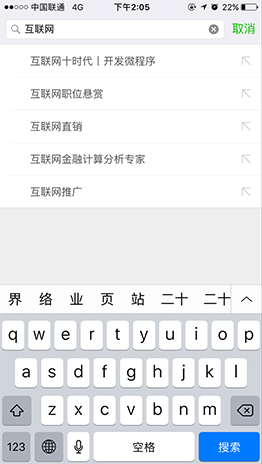 中国联通 4G 下午2:05 22%
互联网 取消
互联网十时代丨开发微程序
互联网职位悬赏
互联网直销
互联网金融计算分析专家
互联网推广
界 络 业 页 站 二十 二十
q w e r t y u i o p
a s d f g h j k l
z x c v b n m
123 空格 搜索